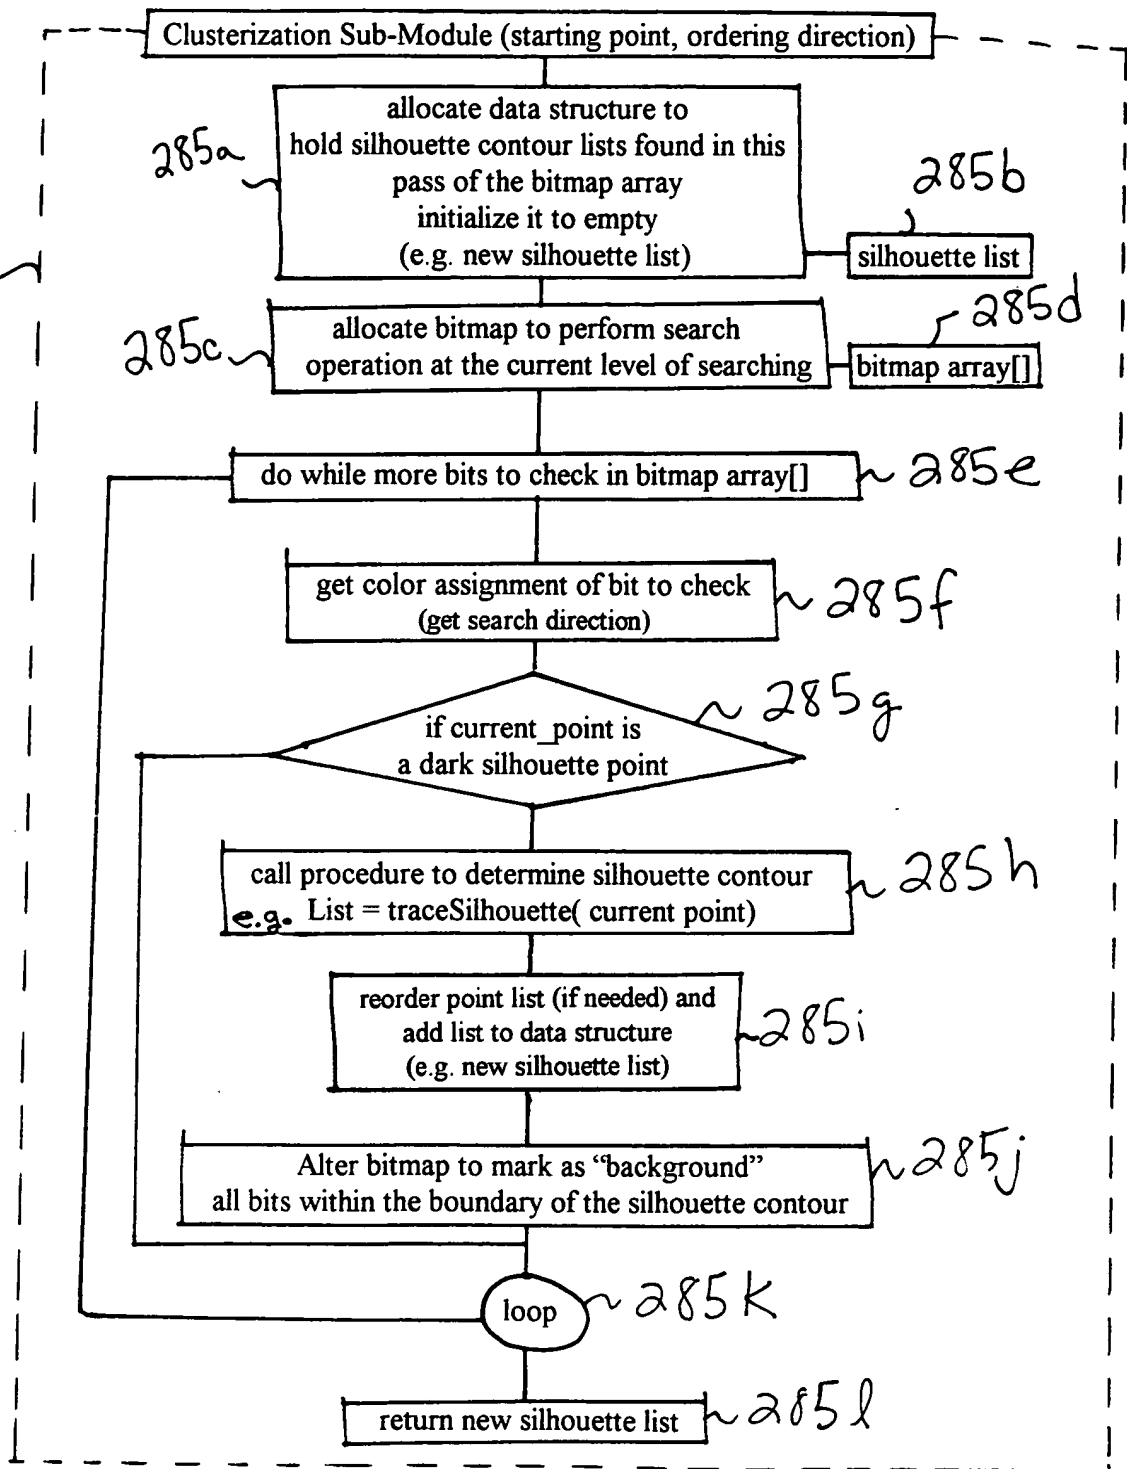 Clusterization Sub-Module (starting point, ordering direction)
285a
allocate data structure to
hold silhouette contour lists found in this
pass of the bitmap array
initialize it to empty
(e.g. new silhouette list)
285b
silhouette list
285c
allocate bitmap to perform search
operation at the current level of searching
285d
bitmap array[]
do while more bits to check in bitmap array[]
285e
get color assignment of bit to check
(get search direction)
285f
if current_point is
a dark silhouette point
285g
call procedure to determine silhouette contour
e.g. List = traceSilhouette( current point)
285h
reorder point list (if needed) and
add list to data structure
(e.g. new silhouette list)
285i
Alter bitmap to mark as “background”
all bits within the boundary of the silhouette contour
285j
loop
285k
return new silhouette list
285l